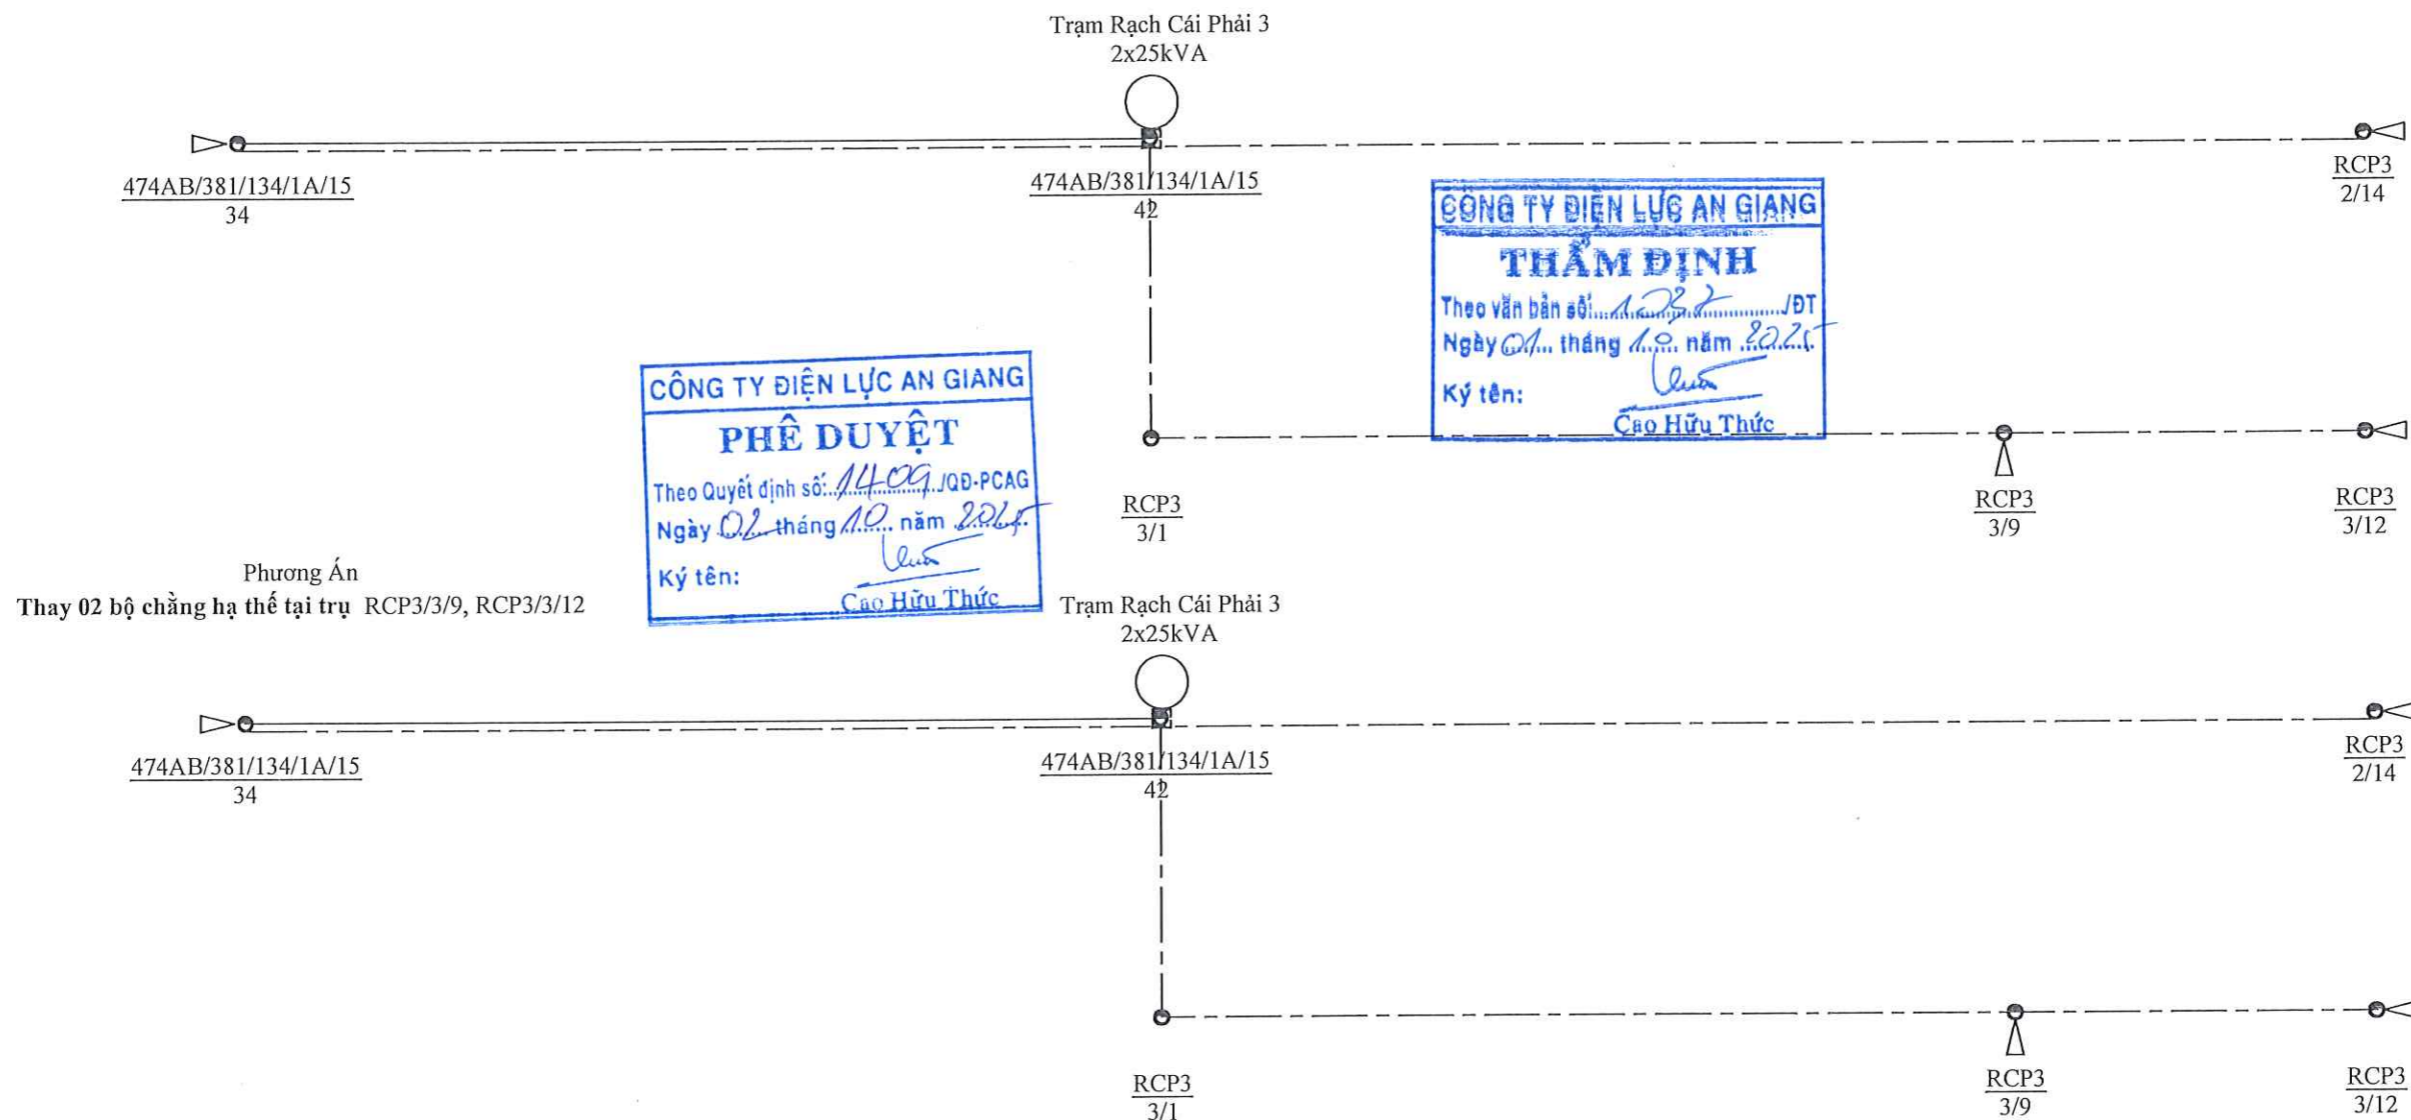 Trạm Rạch Cái Phải 3
2x25kVA
474AB/381/134/1A/15
34
474AB/381/134/1A/15
42
RCP3
2/14
CÔNG TY ĐIỆN LỰC AN GIANG
THẨM ĐỊNH
Theo văn bản số: 1037 /ĐT
Ngày 01 tháng 10 năm 2025
Ký tên:
Cao Hữu Thức
CÔNG TY ĐIỆN LỰC AN GIANG
PHÊ DUYỆT
Theo Quyết định số: 1409 /QĐ-PCAG
Ngày 02 tháng 10 năm 2025
Ký tên:
Cao Hữu Thức
RCP3
3/1
RCP3
3/9
RCP3
3/12
Phương Án
Thay 02 bộ chằng hạ thế tại trụ RCP3/3/9, RCP3/3/12
Trạm Rạch Cái Phải 3
2x25kVA
474AB/381/134/1A/15
34
474AB/381/134/1A/15
42
RCP3
2/14
RCP3
3/1
RCP3
3/9
RCP3
3/12